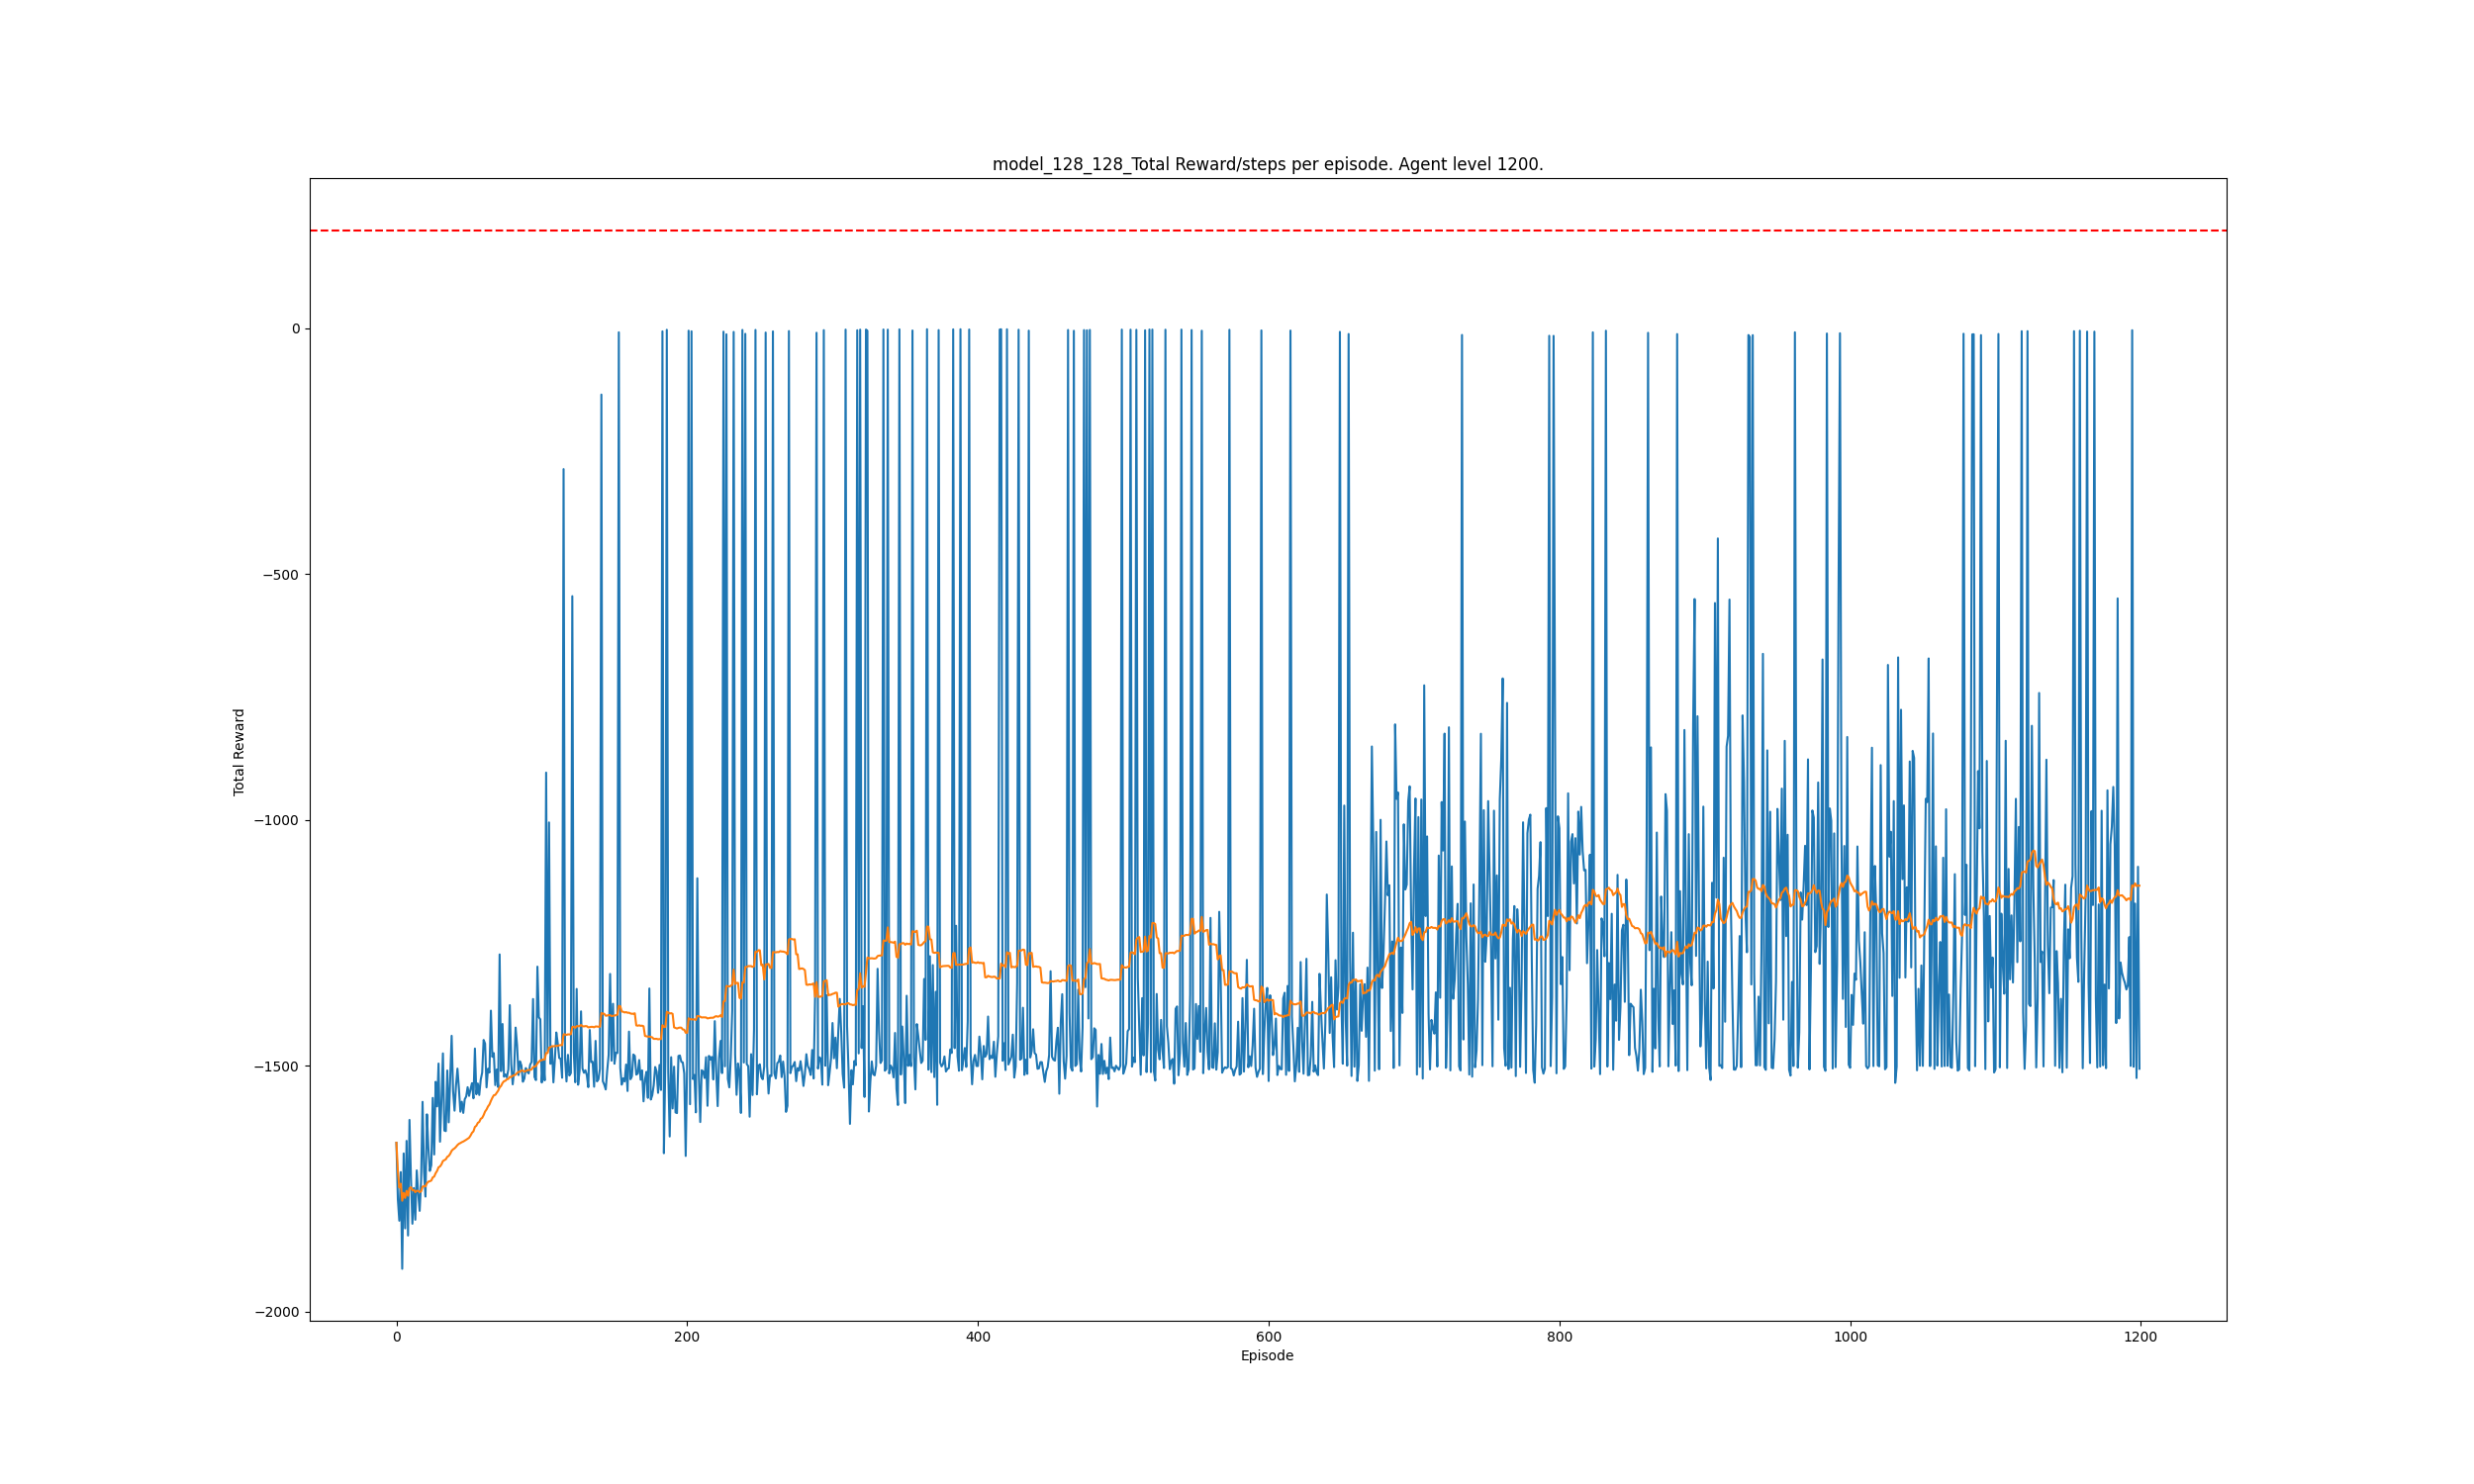 model_128_128_Total Reward/steps per episode. Agent level 1200.
Total Reward
0
−500
−1000
−1500
−2000
0 200 400 600 800 1000 1200
Episode